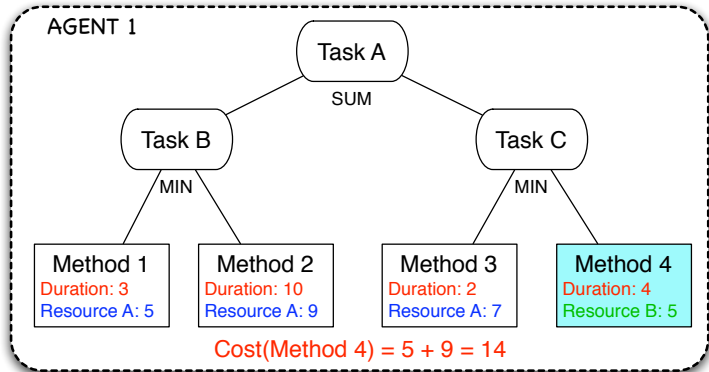 AGENT 1
Task A
SUM
Task B
Task C
MIN
MIN
Method 1
Duration: 3
Resource A: 5
Method 2
Duration: 10
Resource A: 9
Method 3
Duration: 2
Resource A: 7
Method 4
Duration: 4
Resource B: 5
Cost(Method 4) = 5 + 9 = 14